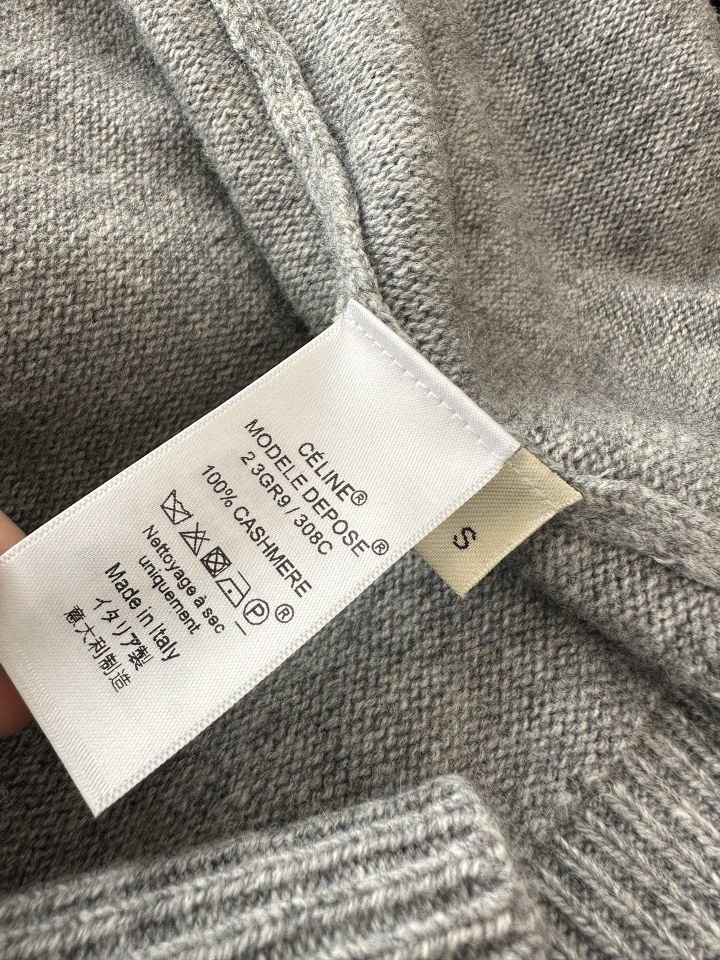 CÉLINE®
MODELE DEPOSE®
2 3GR9 / 308C
100% CASHMERE ®
P
Nettoyage à sec
uniquement
Made in Italy
イタリア製
意大利制造
S